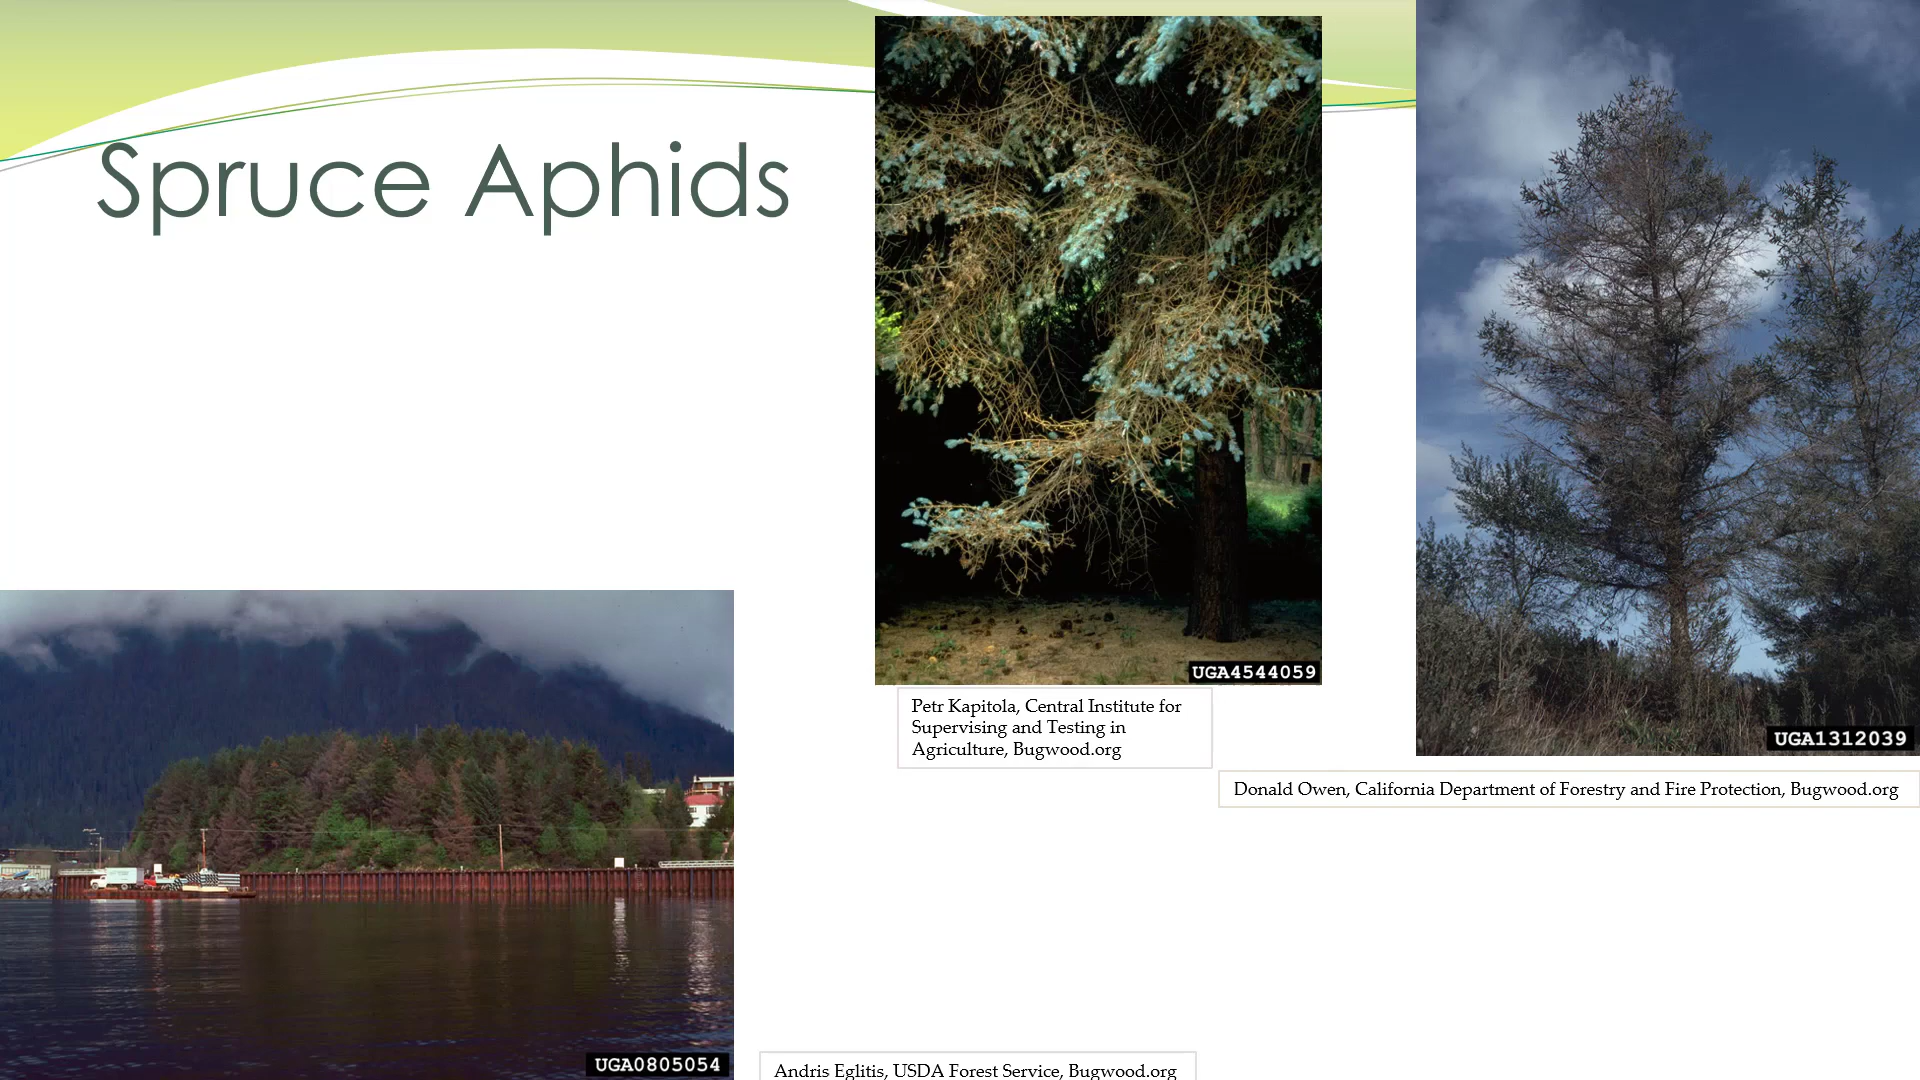 Spruce Aphids
UGA4544059
Petr Kapitola, Central Institute for
Supervising and Testing in
Agriculture, Bugwood.org
UGA1312039
Donald Owen, California Department of Forestry and Fire Protection, Bugwood.org
UGA0805054
Andris Eglitis, USDA Forest Service, Bugwood.org